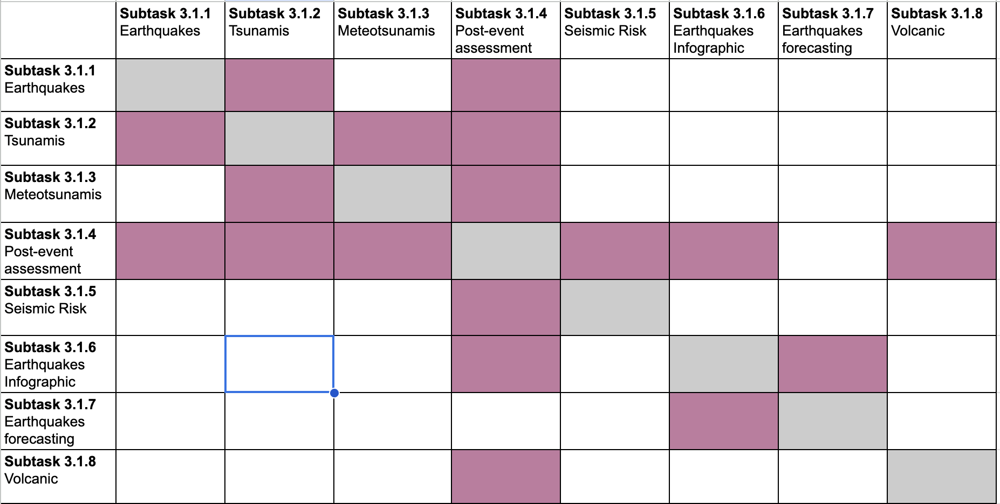 Subtask 3.1.1
Earthquakes
Subtask 3.1.2
Tsunamis
Subtask 3.1.3
Meteotsunamis
Subtask 3.1.4
Post-event
assessment
Subtask 3.1.5
Seismic Risk
Subtask 3.1.6
Earthquakes
Infographic
Subtask 3.1.7
Earthquakes
forecasting
Subtask 3.1.8
Volcanic
Subtask 3.1.1
Earthquakes
Subtask 3.1.2
Tsunamis
Subtask 3.1.3
Meteotsunamis
Subtask 3.1.4
Post-event
assessment
Subtask 3.1.5
Seismic Risk
Subtask 3.1.6
Earthquakes
Infographic
Subtask 3.1.7
Earthquakes
forecasting
Subtask 3.1.8
Volcanic